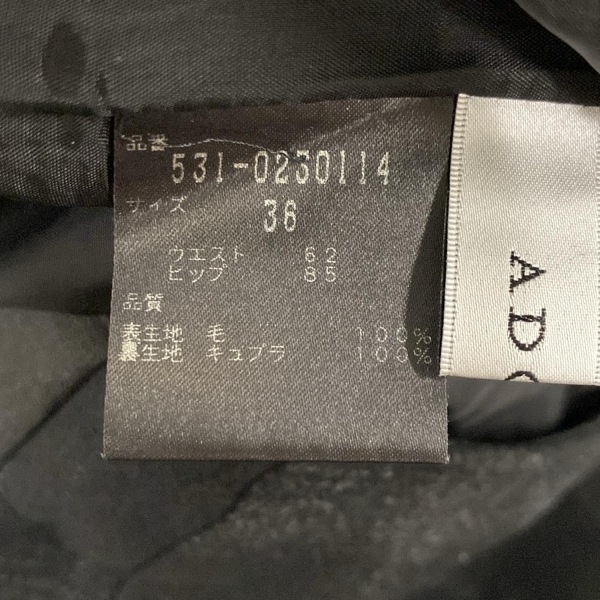 品番
531-0230114
サイズ
36
ウエスト 62
ヒップ 85
品質
表生地 毛 100%
裏生地 キュプラ 100%
AD